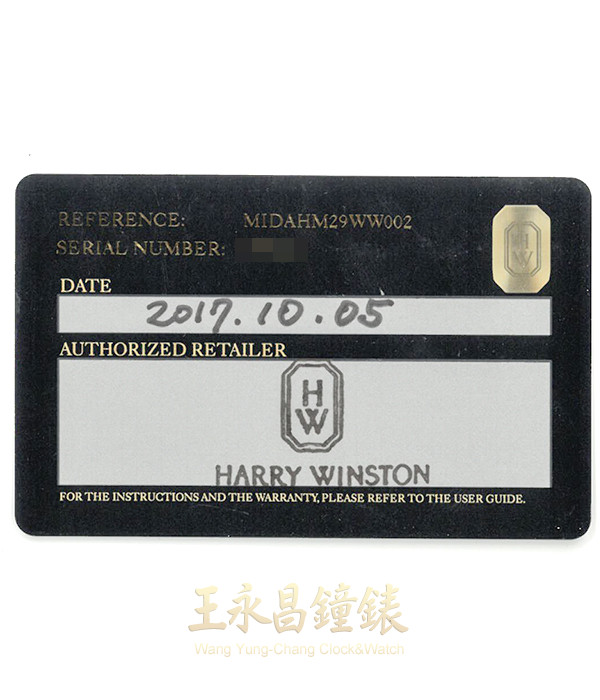 REFERENCE: MIDAHM29WW002
SERIAL NUMBER:
HW
DATE
2017.10.05
AUTHORIZED RETAILER
HW
HARRY WINSTON
FOR THE INSTRUCTIONS AND THE WARRANTY, PLEASE REFER TO THE USER GUIDE.
王永昌鐘錶
Wang Yung-Chang Clock&Watch